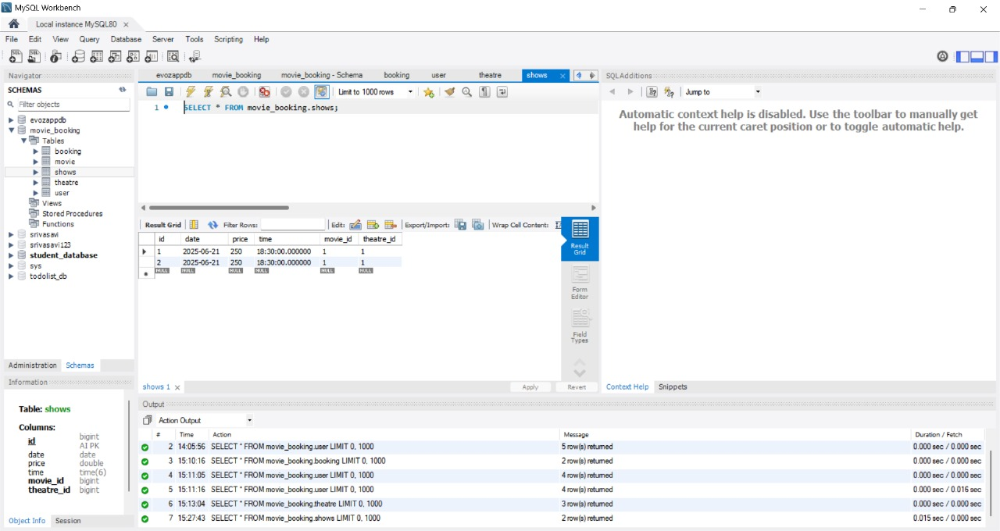 MySQL Workbench
Local instance MySQL80
File Edit View Query Database Server Tools Scripting Help
Navigator
SCHEMAS
Filter objects
evozappdb
movie_booking
Tables
booking
movie
shows
theatre
user
Views
Stored Procedures
Functions
srivasavi
srivasavi123
student_database
sys
todolist_db
Administration Schemas
Information
Table: shows
Columns:
id bigint AI PK
date date
price double
time time(6)
movie_id bigint
theatre_id bigint
Object Info Session
evozappdb movie_booking movie_booking - Schema booking user theatre shows
Limit to 1000 rows
1 SELECT * FROM movie_booking.shows;
Result Grid Filter Rows: Edit: Export/Import: Wrap Cell Content:
id date price time movie_id theatre_id
1 2025-06-21 250 18:30:00.000000 1 1
2 2025-06-21 250 18:30:00.000000 1 1
NULL NULL NULL NULL NULL NULL
Result Grid
Form Editor
Field Types
shows 1 Apply Revert
SQLAdditions
Jump to
Automatic context help is disabled. Use the toolbar to manually get
help for the current caret position or to toggle automatic help.
Context Help Snippets
Output
Action Output
# Time Action Message Duration / Fetch
2 14:05:56 SELECT * FROM movie_booking.user LIMIT 0, 1000 5 row(s) returned 0.000 sec / 0.000 sec
3 15:10:16 SELECT * FROM movie_booking.booking LIMIT 0, 1000 2 row(s) returned 0.000 sec / 0.000 sec
4 15:11:05 SELECT * FROM movie_booking.user LIMIT 0, 1000 4 row(s) returned 0.000 sec / 0.000 sec
5 15:11:16 SELECT * FROM movie_booking.user LIMIT 0, 1000 4 row(s) returned 0.000 sec / 0.016 sec
6 15:13:04 SELECT * FROM movie_booking.theatre LIMIT 0, 1000 3 row(s) returned 0.000 sec / 0.000 sec
7 15:27:43 SELECT * FROM movie_booking.shows LIMIT 0, 1000 2 row(s) returned 0.015 sec / 0.000 sec